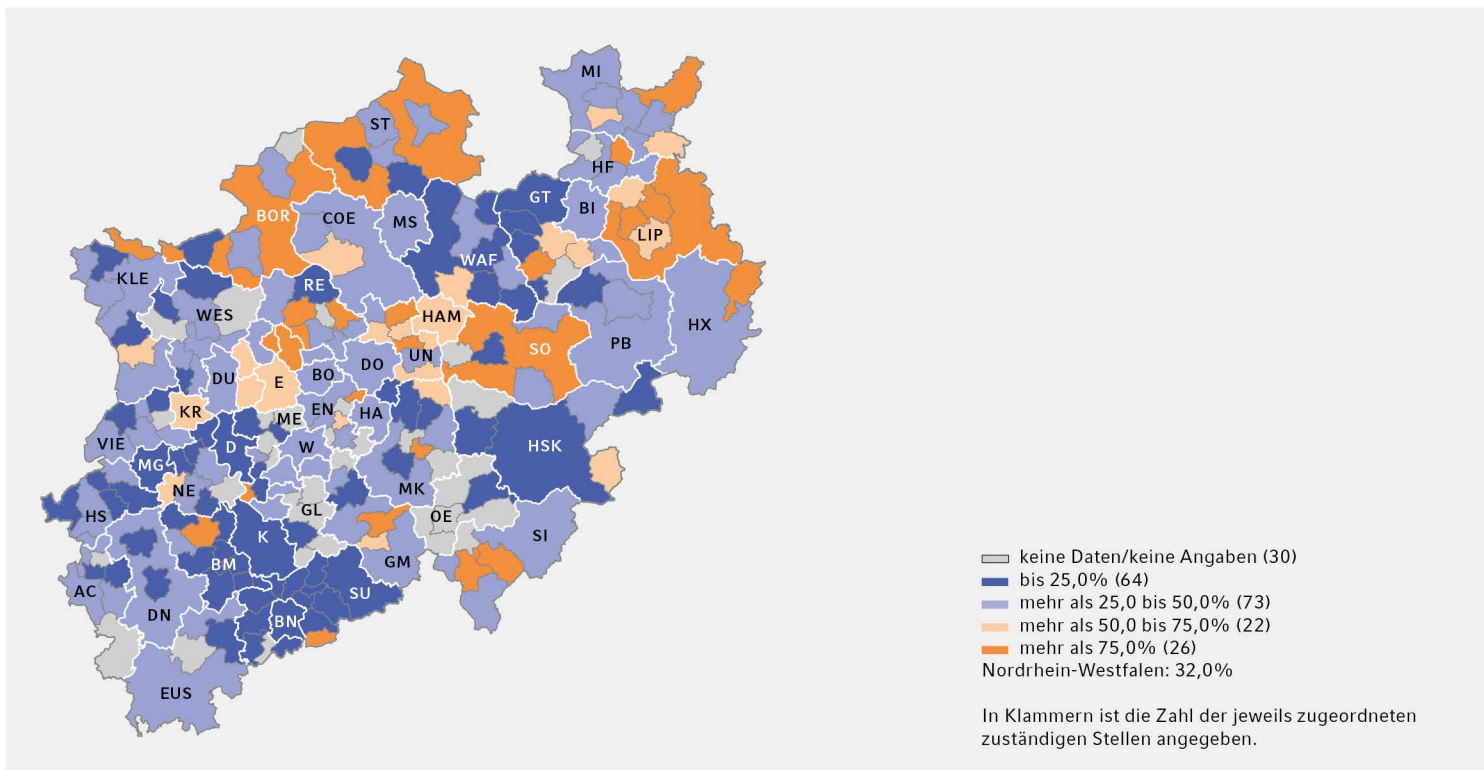 MI
ST
HF
GT
BI
BOR
COE
MS
LIP
WAF
KLE
RE
WES
HAM
HX
SO
PB
UN
DO
DU
E
BO
KR
ME
EN
HA
VIE
D
W
HSK
MG
NE
MK
HS
GL
OE
K
SI
GM
BM
AC
SU
DN
BN
EUS
keine Daten/keine Angaben (30)
bis 25,0% (64)
mehr als 25,0 bis 50,0% (73)
mehr als 50,0 bis 75,0% (22)
mehr als 75,0% (26)
Nordrhein-Westfalen: 32,0%
In Klammern ist die Zahl der jeweils zugeordneten
zuständigen Stellen angegeben.